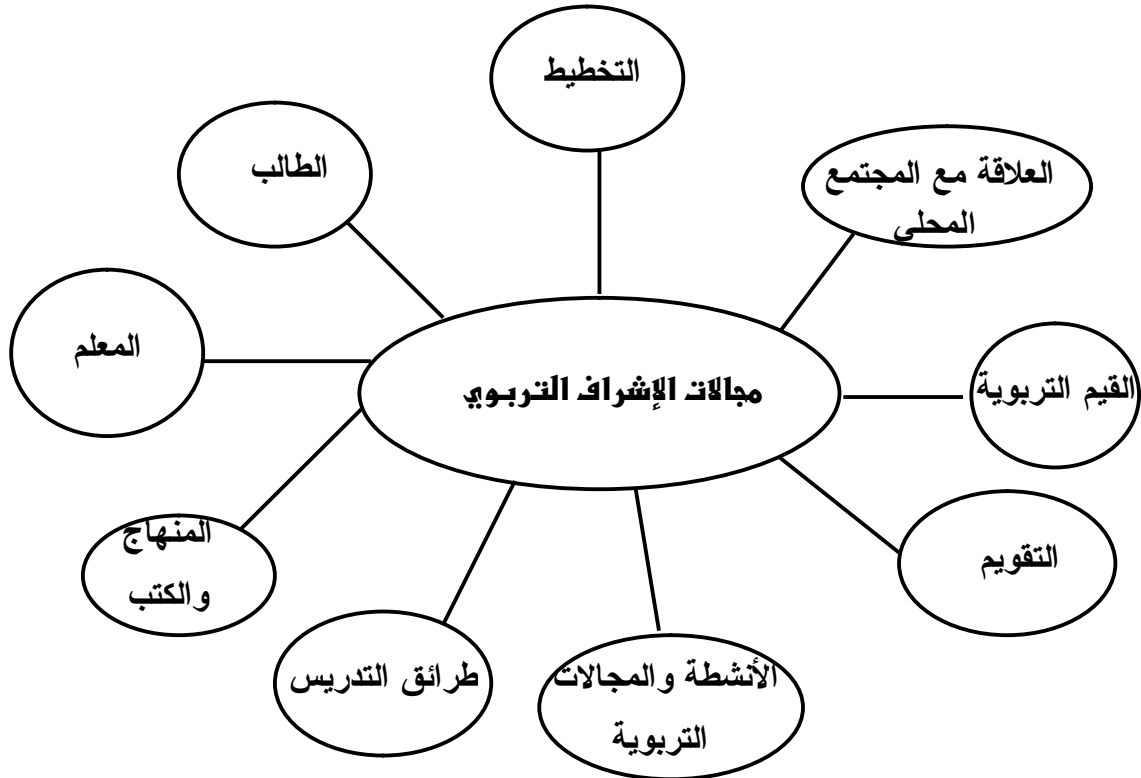 التخطيط
الطالب
العلاقة مع المجتمع
المحلي
المعلم
القيم التربوية
مجالات الإشراف التربوي
المنهاج
والكتب
التقويم
طرائق التدريس
الأنشطة والمجالات
التربوية